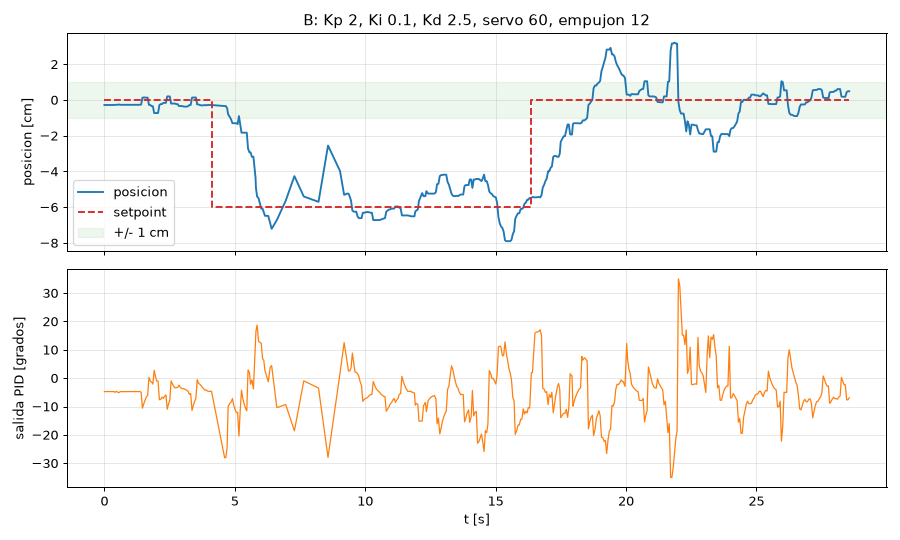 B: Kp 2, Ki 0.1, Kd 2.5, servo 60, empujon 12
posicion [cm]
2
0
−2
−4
−6
−8
posicion
setpoint
+/- 1 cm
salida PID [grados]
30
20
10
0
−10
−20
−30
0 5 10 15 20 25
t [s]